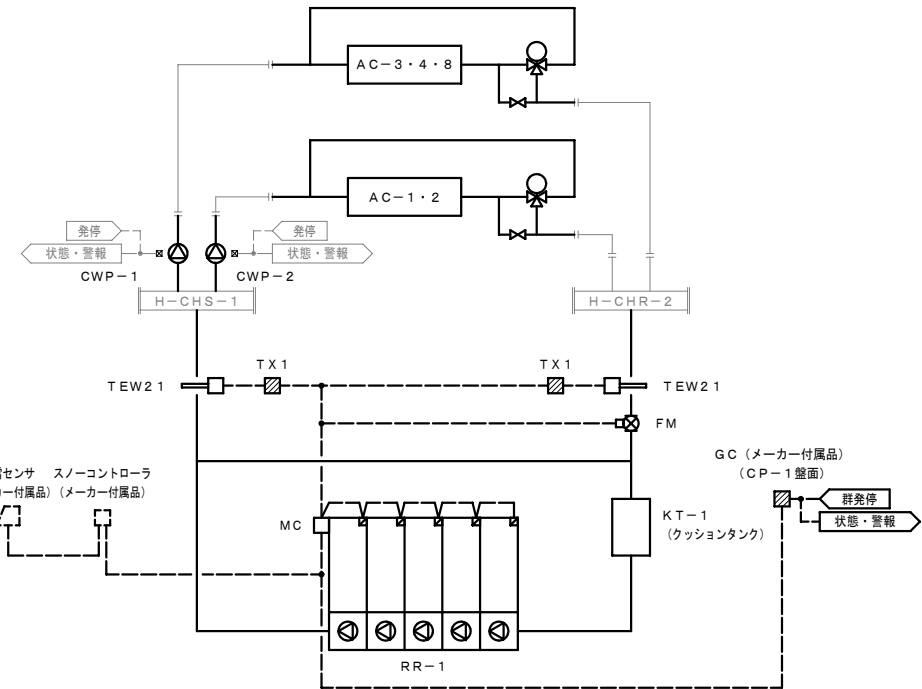 AC－3・4・8
AC－1・2
発停
状態・警報
発停
状態・警報
CWP－1
CWP－2
H－CHS－1
H－CHR－2
TX1
TX1
TEW21
TEW21
FM
スノーコントローラ
（メーカー付属品）
GC（メーカー付属品）
（CP－1盤面）
群発停
状態・警報
MC
KT－1
（クッションタンク）
RR－1